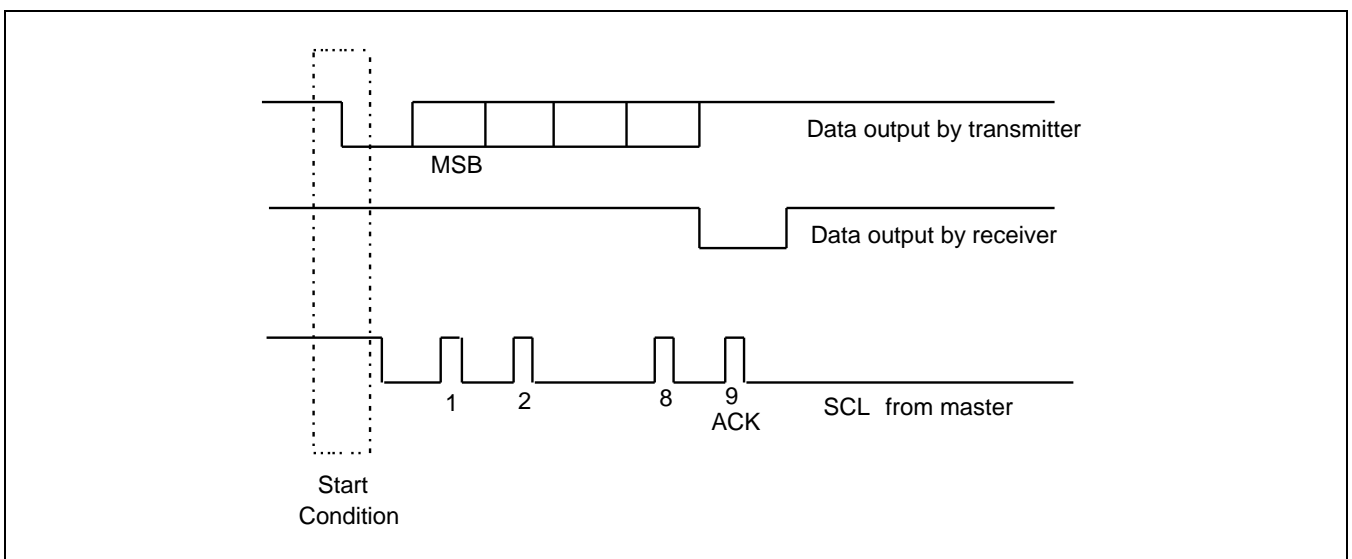 Data output by transmitter
MSB
Data output by receiver
1 2 8 9
ACK
SCL from master
Start
Condition